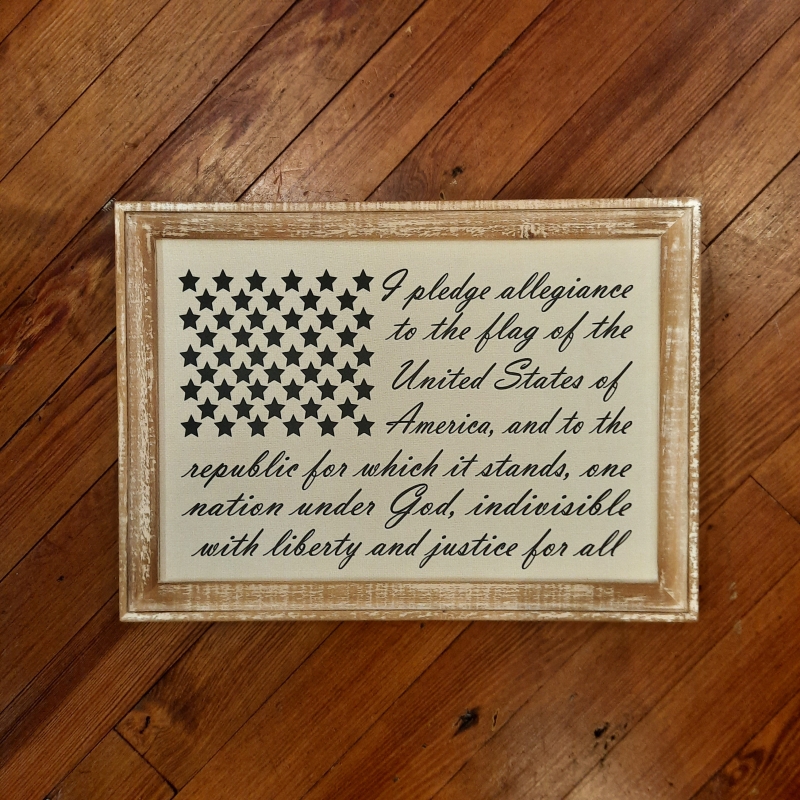 I pledge allegiance
to the flag of the
United States of
America, and to the
republic for which it stands, one
nation under God, indivisible
with liberty and justice for all